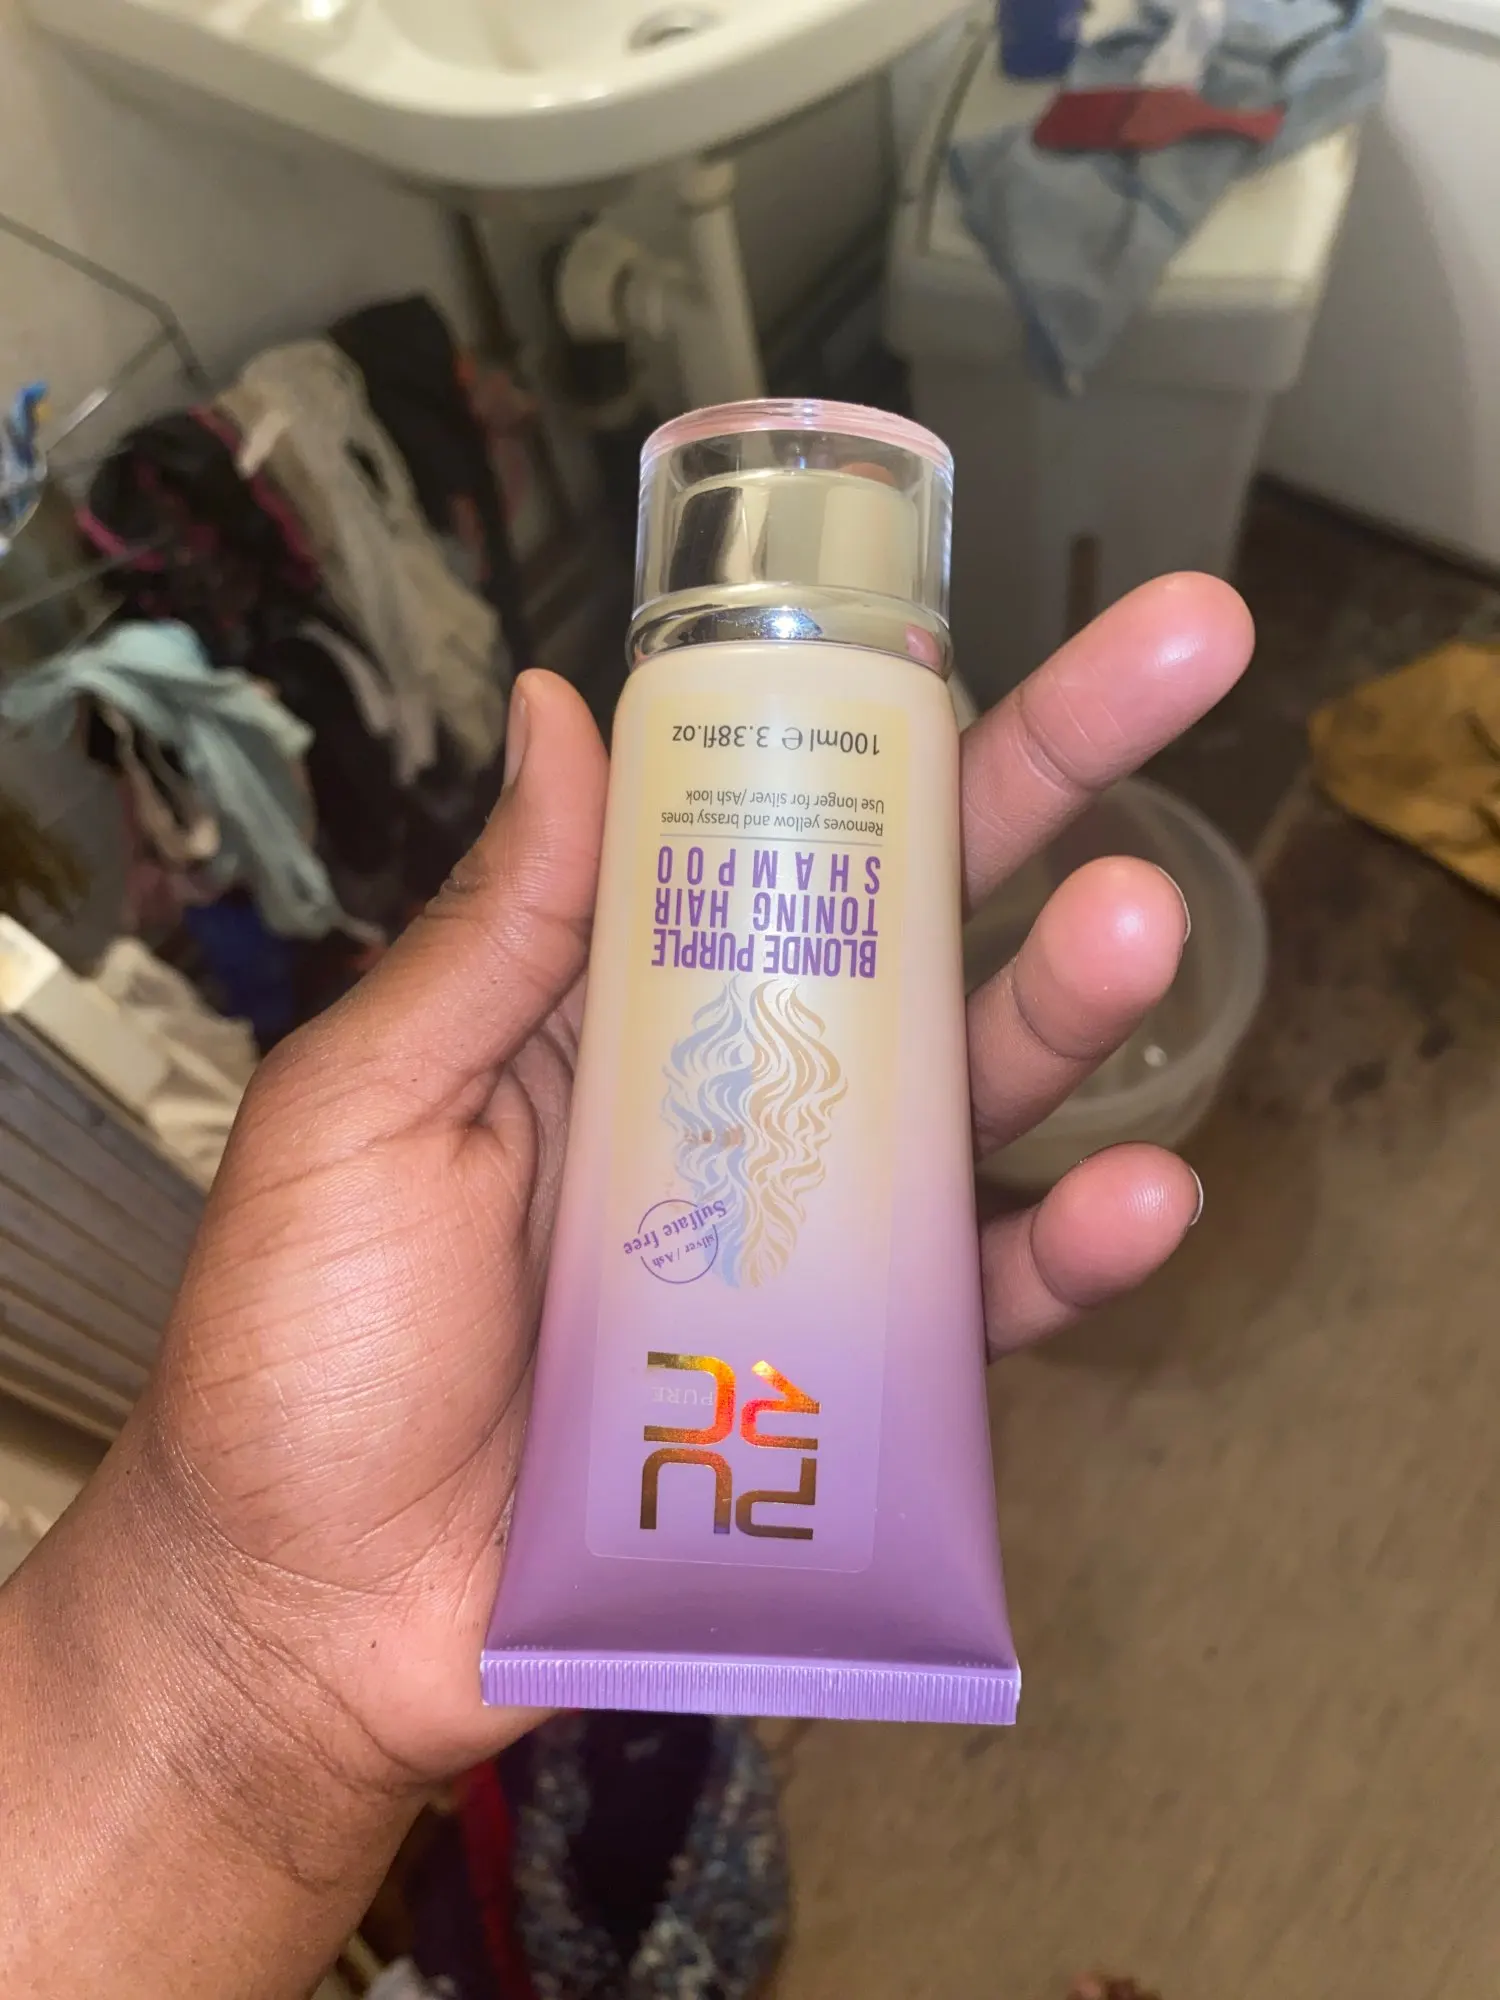 PURC
PURE
silver / Ash
Sulfate free
BLONDE PURPLE
TONING HAIR
SHAMPOO
Removes yellow and brassy tones
Use longer for silver/Ash look
100ml ℮ 3.38fl.oz